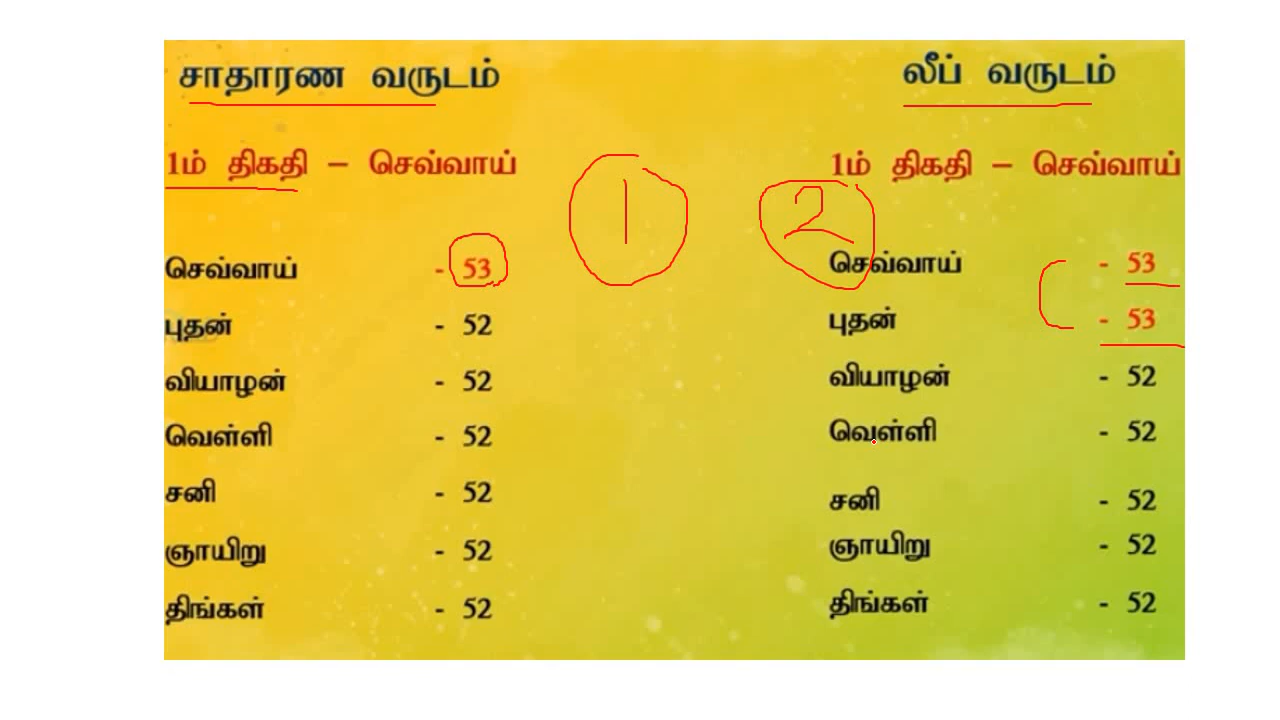 சாதாரண வருடம்
1ம் திகதி – செவ்வாய்
செவ்வாய் - 53
புதன் - 52
வியாழன் - 52
வெள்ளி - 52
சனி - 52
ஞாயிறு - 52
திங்கள் - 52
1
2
லீப் வருடம்
1ம் திகதி – செவ்வாய்
செவ்வாய் - 53
புதன் - 53
வியாழன் - 52
வெள்ளி - 52
சனி - 52
ஞாயிறு - 52
திங்கள் - 52